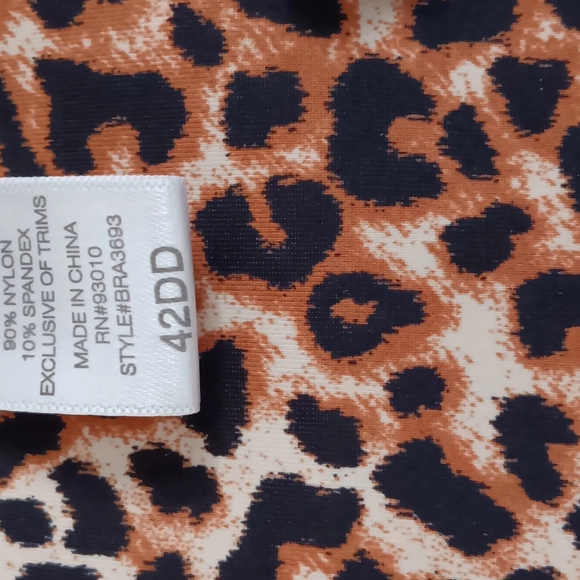 90% NYLON
10% SPANDEX
EXCLUSIVE OF TRIMS
MADE IN CHINA
RN#93010
STYLE#BRA3693
42DD